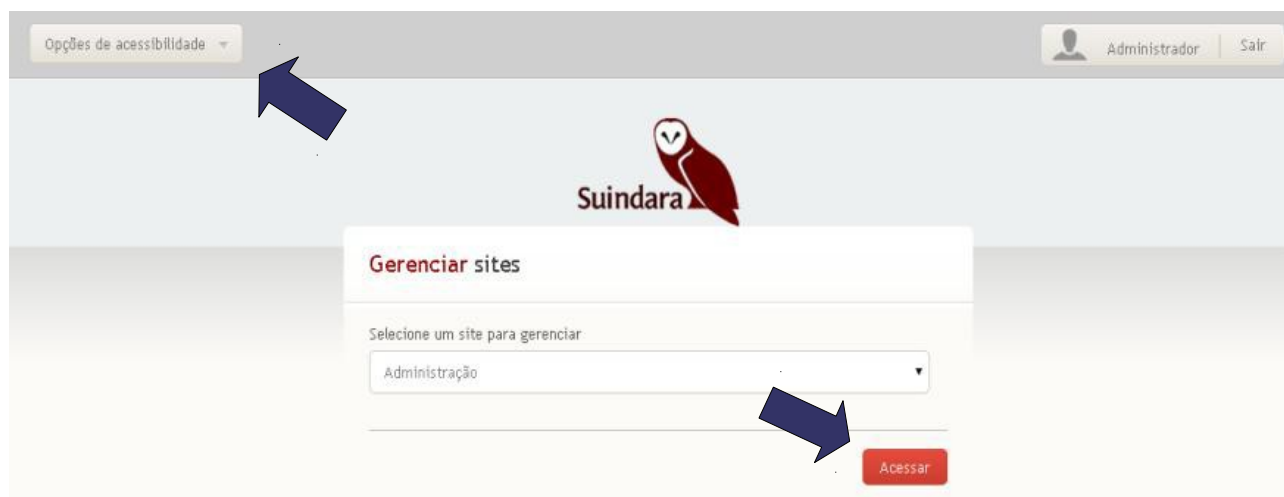 Opções de acessibilidade
Administrador Sair
Suindara
Gerenciar sites
Selecione um site para gerenciar
Administração
Acessar